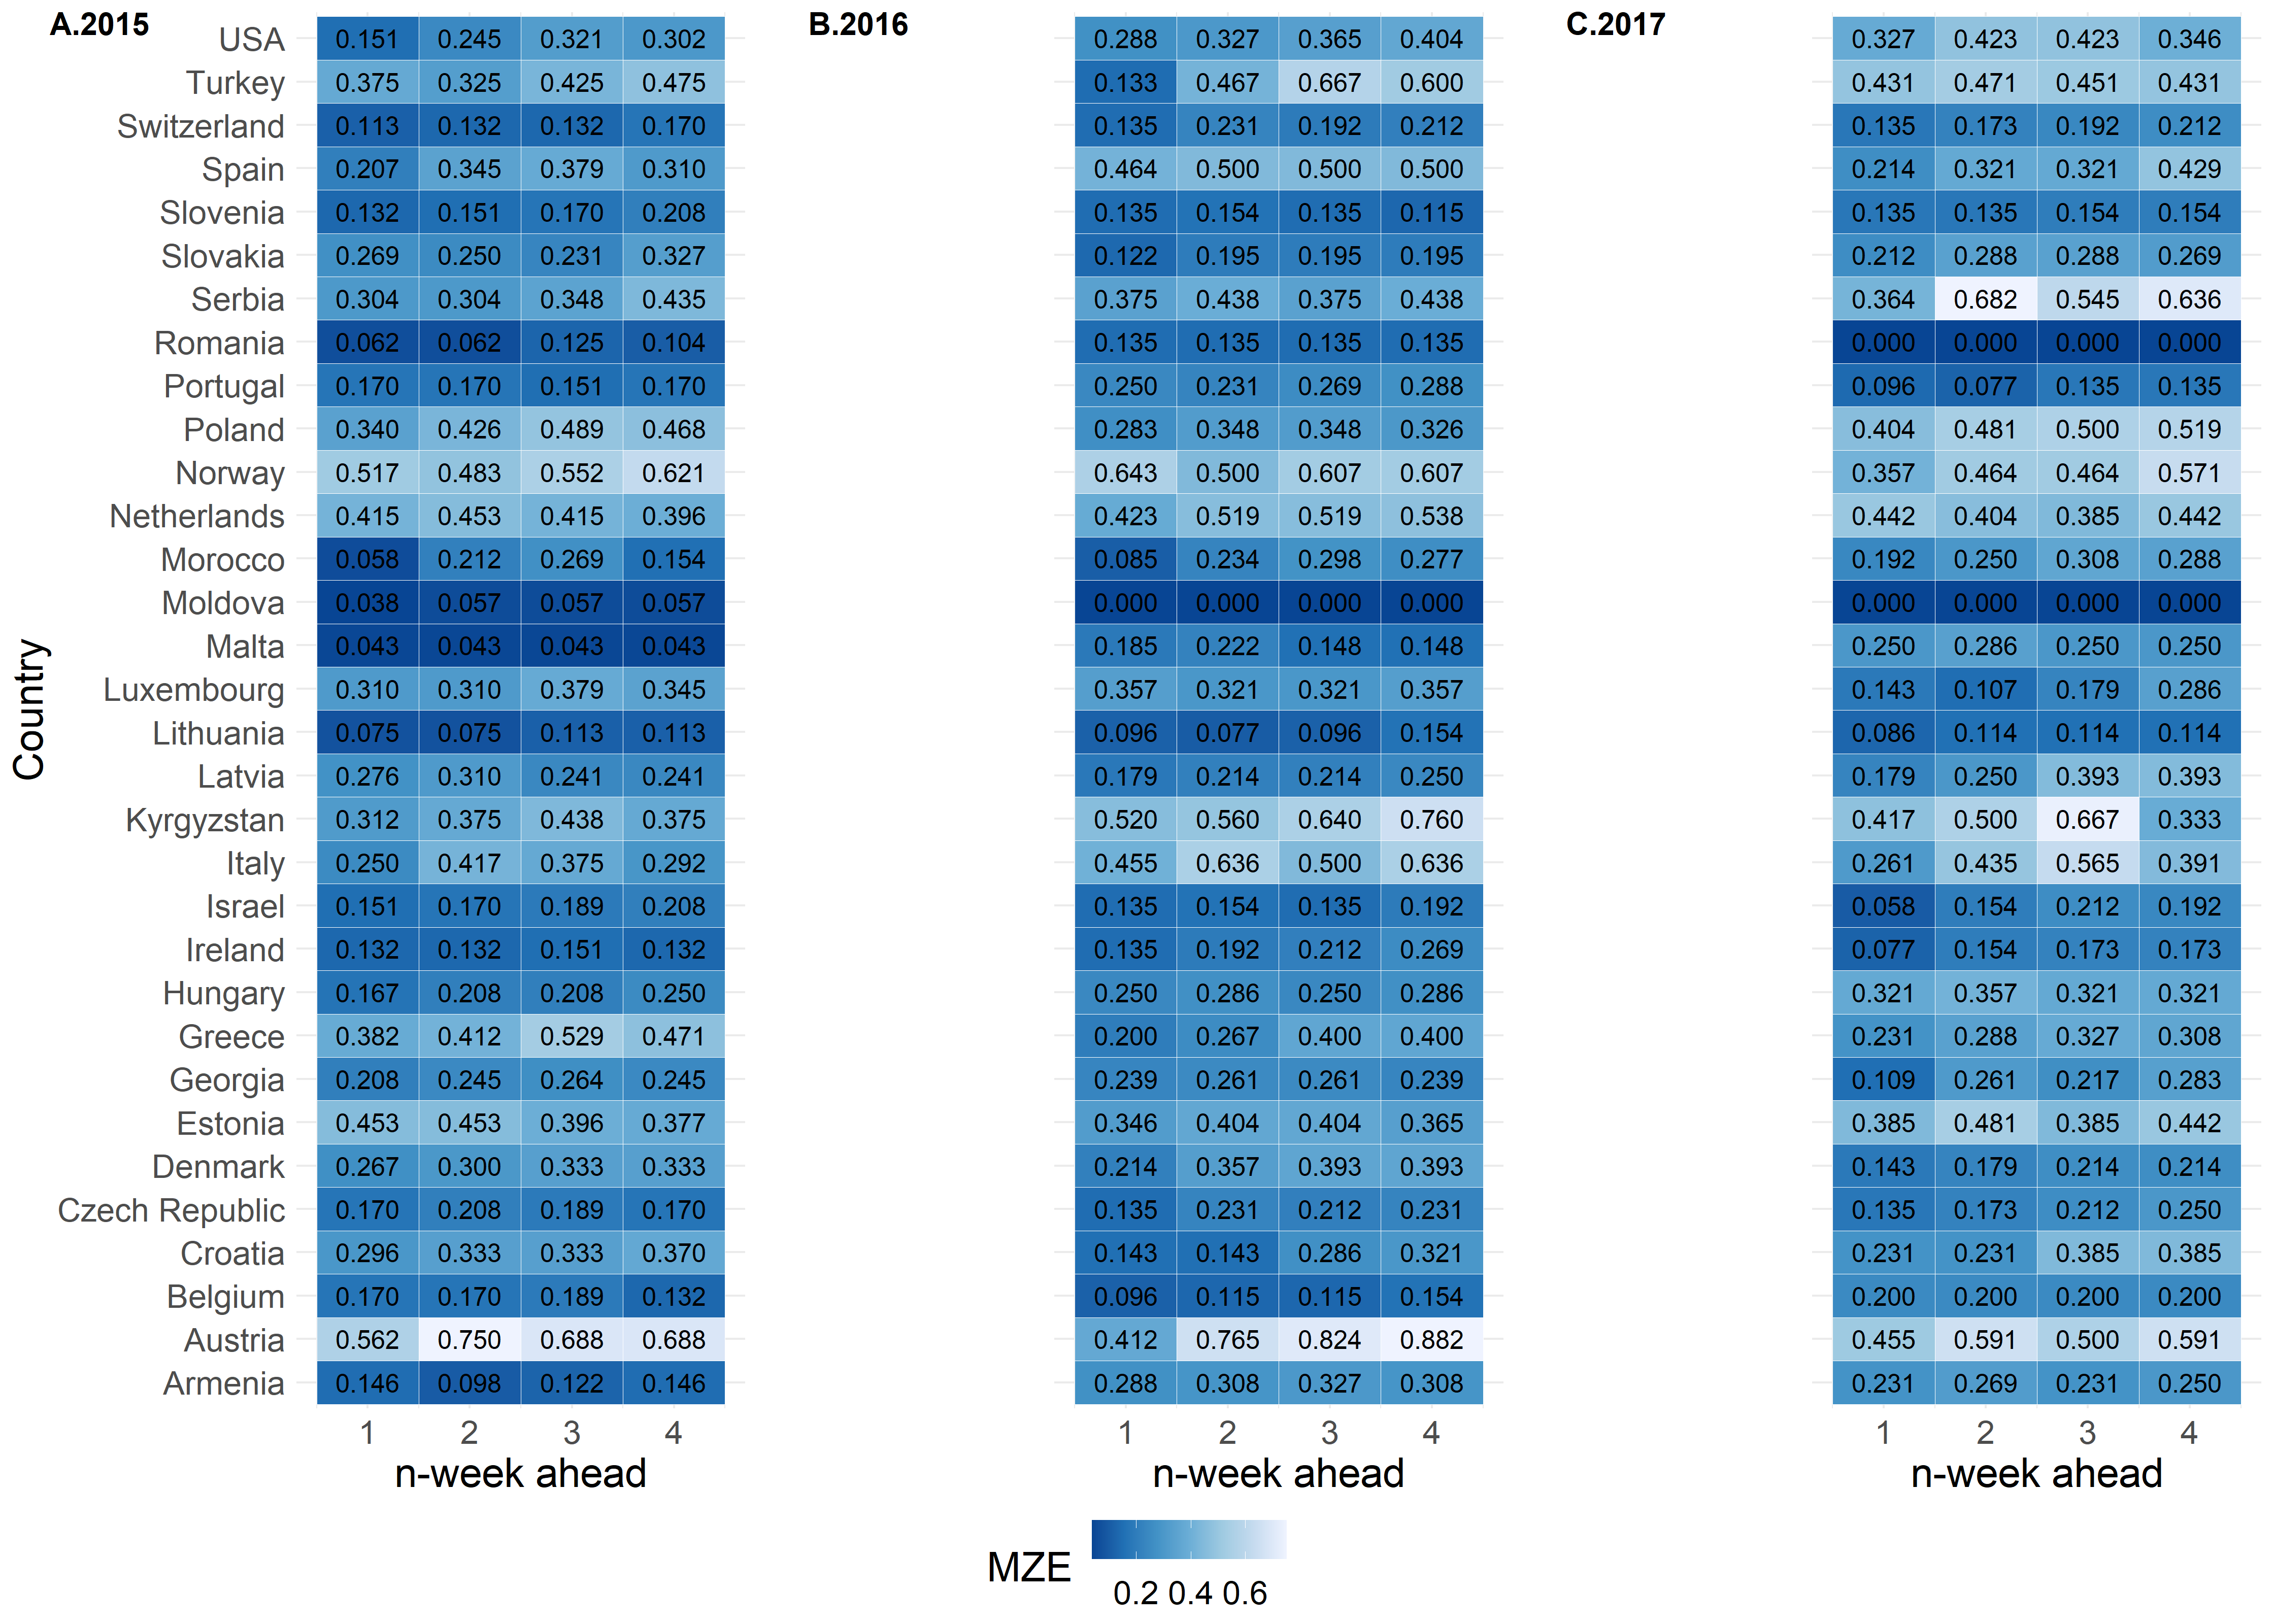 A.2015 B.2016 C.2017
USA 0.151 0.245 0.321 0.302 0.288 0.327 0.365 0.404 0.327 0.423 0.423 0.346
Turkey 0.375 0.325 0.425 0.475 0.133 0.467 0.667 0.600 0.431 0.471 0.451 0.431
Switzerland 0.113 0.132 0.132 0.170 0.135 0.231 0.192 0.212 0.135 0.173 0.192 0.212
Spain 0.207 0.345 0.379 0.310 0.464 0.500 0.500 0.500 0.214 0.321 0.321 0.429
Slovenia 0.132 0.151 0.170 0.208 0.135 0.154 0.135 0.115 0.135 0.135 0.154 0.154
Slovakia 0.269 0.250 0.231 0.327 0.122 0.195 0.195 0.195 0.212 0.288 0.288 0.269
Serbia 0.304 0.304 0.348 0.435 0.375 0.438 0.375 0.438 0.364 0.682 0.545 0.636
Romania 0.062 0.062 0.125 0.104 0.135 0.135 0.135 0.135 0.000 0.000 0.000 0.000
Portugal 0.170 0.170 0.151 0.170 0.250 0.231 0.269 0.288 0.096 0.077 0.135 0.135
Poland 0.340 0.426 0.489 0.468 0.283 0.348 0.348 0.326 0.404 0.481 0.500 0.519
Norway 0.517 0.483 0.552 0.621 0.643 0.500 0.607 0.607 0.357 0.464 0.464 0.571
Netherlands 0.415 0.453 0.415 0.396 0.423 0.519 0.519 0.538 0.442 0.404 0.385 0.442
Morocco 0.058 0.212 0.269 0.154 0.085 0.234 0.298 0.277 0.192 0.250 0.308 0.288
Moldova 0.038 0.057 0.057 0.057 0.000 0.000 0.000 0.000 0.000 0.000 0.000 0.000
Malta 0.043 0.043 0.043 0.043 0.185 0.222 0.148 0.148 0.250 0.286 0.250 0.250
Luxembourg 0.310 0.310 0.379 0.345 0.357 0.321 0.321 0.357 0.143 0.107 0.179 0.286
Lithuania 0.075 0.075 0.113 0.113 0.096 0.077 0.096 0.154 0.086 0.114 0.114 0.114
Latvia 0.276 0.310 0.241 0.241 0.179 0.214 0.214 0.250 0.179 0.250 0.393 0.393
Kyrgyzstan 0.312 0.375 0.438 0.375 0.520 0.560 0.640 0.760 0.417 0.500 0.667 0.333
Italy 0.250 0.417 0.375 0.292 0.455 0.636 0.500 0.636 0.261 0.435 0.565 0.391
Israel 0.151 0.170 0.189 0.208 0.135 0.154 0.135 0.192 0.058 0.154 0.212 0.192
Ireland 0.132 0.132 0.151 0.132 0.135 0.192 0.212 0.269 0.077 0.154 0.173 0.173
Hungary 0.167 0.208 0.208 0.250 0.250 0.286 0.250 0.286 0.321 0.357 0.321 0.321
Greece 0.382 0.412 0.529 0.471 0.200 0.267 0.400 0.400 0.231 0.288 0.327 0.308
Georgia 0.208 0.245 0.264 0.245 0.239 0.261 0.261 0.239 0.109 0.261 0.217 0.283
Estonia 0.453 0.453 0.396 0.377 0.346 0.404 0.404 0.365 0.385 0.481 0.385 0.442
Denmark 0.267 0.300 0.333 0.333 0.214 0.357 0.393 0.393 0.143 0.179 0.214 0.214
Czech Republic 0.170 0.208 0.189 0.170 0.135 0.231 0.212 0.231 0.135 0.173 0.212 0.250
Croatia 0.296 0.333 0.333 0.370 0.143 0.143 0.286 0.321 0.231 0.231 0.385 0.385
Belgium 0.170 0.170 0.189 0.132 0.096 0.115 0.115 0.154 0.200 0.200 0.200 0.200
Austria 0.562 0.750 0.688 0.688 0.412 0.765 0.824 0.882 0.455 0.591 0.500 0.591
Armenia 0.146 0.098 0.122 0.146 0.288 0.308 0.327 0.308 0.231 0.269 0.231 0.250
Country
1 2 3 4 1 2 3 4 1 2 3 4
n-week ahead n-week ahead n-week ahead
MZE
0.2 0.4 0.6